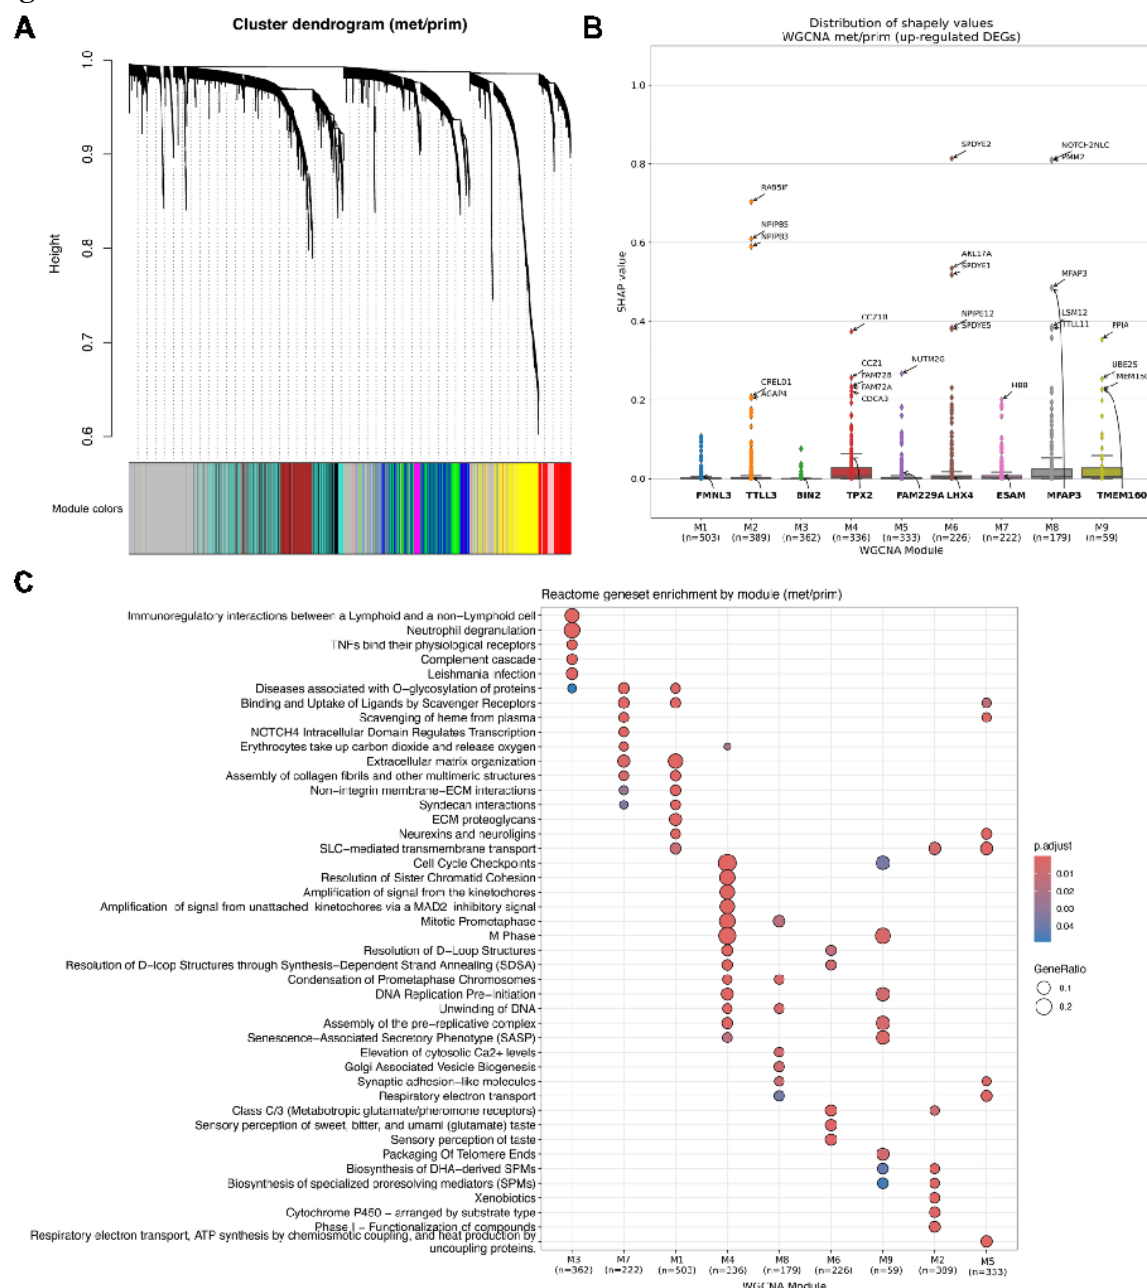 A
Cluster dendrogram (met/prim)
1.0
0.9
0.8
0.7
0.6
Height
Module colors
B
Distribution of shapely values
WGCNA met/prim (up-regulated DEGs)
1.0
0.8
0.6
0.4
0.2
0.0
SHAP value
RAB5IF
NPIPB5
NPIPB3
CRELD1
AGAP4
CCZ1B
CCZ1
FAM72B
FAM72A
CDCA3
NUTM2G
SPDYE2
ARL17A
SPDYE1
NPIPB12
SPDYE5
HBB
NOTCH2NLC
PMM2
MFAP3
LSM12
TTLL11
PPIA
UBE2S
FMNL3
TTLL3
BIN2
TPX2
FAM229A
LHX4
ESAM
MFAP3
TMEM160
M1 M2 M3 M4 M5 M6 M7 M8 M9
(n=503) (n=389) (n=362) (n=336) (n=333) (n=226) (n=222) (n=179) (n=59)
WGCNA Module
C
Reactome geneset enrichment by module (met/prim)
Immunoregulatory interactions between a Lymphoid and a non-Lymphoid cell
Neutrophil degranulation
TNFs bind their physiological receptors
Complement cascade
Leishmania infection
Diseases associated with O-glycosylation of proteins
Binding and Uptake of Ligands by Scavenger Receptors
Scavenging of heme from plasma
NOTCH4 Intracellular Domain Regulates Transcription
Erythrocytes take up carbon dioxide and release oxygen
Extracellular matrix organization
Assembly of collagen fibrils and other multimeric structures
Non-integrin membrane-ECM interactions
Syndecan interactions
ECM proteoglycans
Neurexins and neuroligins
SLC-mediated transmembrane transport
Cell Cycle Checkpoints
Resolution of Sister Chromatid Cohesion
Amplification of signal from the kinetochores
Amplification of signal from unattached kinetochores via a MAD2 inhibitory signal
Mitotic Prometaphase
M Phase
Resolution of D-Loop Structures
Resolution of D-loop Structures through Synthesis-Dependent Strand Annealing (SDSA)
Condensation of Prometaphase Chromosomes
DNA Replication Pre-Initiation
Unwinding of DNA
Assembly of the pre-replicative complex
Senescence-Associated Secretory Phenotype (SASP)
Elevation of cytosolic Ca2+ levels
Golgi Associated Vesicle Biogenesis
Synaptic adhesion-like molecules
Respiratory electron transport
Class C/3 (Metabotropic glutamate/pheromone receptors)
Sensory perception of sweet, bitter, and umami (glutamate) taste
Sensory perception of taste
Packaging Of Telomere Ends
Biosynthesis of DHA-derived SPMs
Biosynthesis of specialized proresolving mediators (SPMs)
Xenobiotics
Cytochrome P450 - arranged by substrate type
Phase I - Functionalization of compounds
Respiratory electron transport, ATP synthesis by chemiosmotic coupling, and heat production by
uncoupling proteins.
M3 M7 M1 M4 M8 M6 M9 M2 M5
(n=362) (n=222) (n=503) (n=336) (n=179) (n=226) (n=59) (n=389) (n=333)
WGCNA Module
p.adjust
0.01
0.02
0.03
0.04
GeneRatio
0.1
0.2